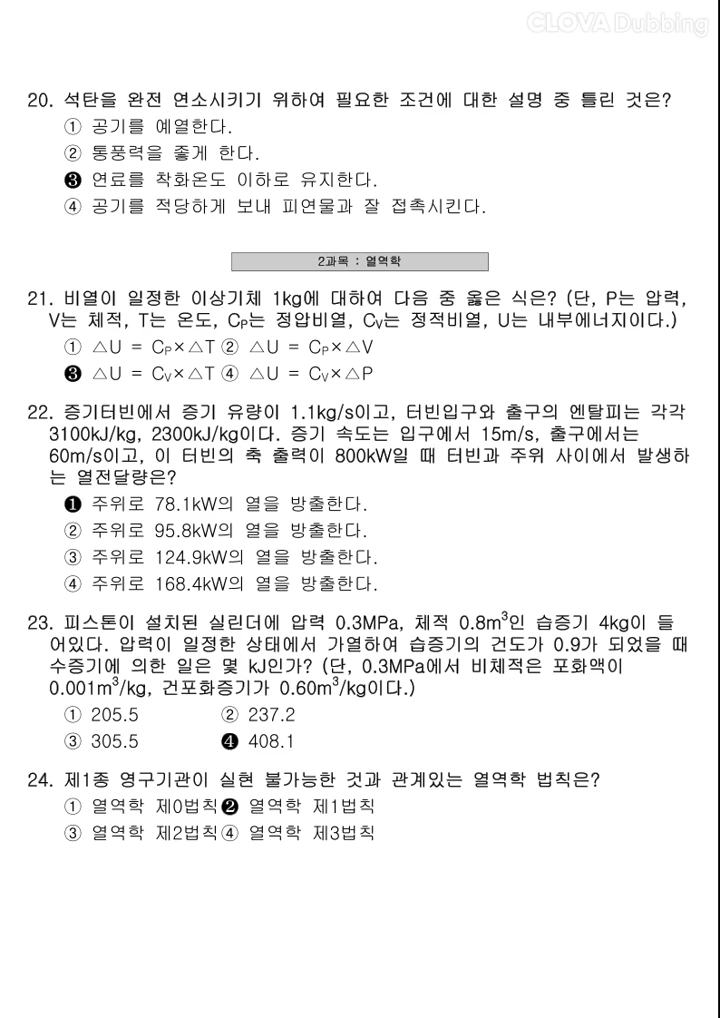 CLOVA Dubbing
20. 석탄을 완전 연소시키기 위하여 필요한 조건에 대한 설명 중 틀린 것은?
① 공기를 예열한다.
② 통풍력을 좋게 한다.
❸ 연료를 착화온도 이하로 유지한다.
④ 공기를 적당하게 보내 피연물과 잘 접촉시킨다.
2과목 : 열역학
21. 비열이 일정한 이상기체 1kg에 대하여 다음 중 옳은 식은? (단, P는 압력,
V는 체적, T는 온도, CP는 정압비열, CV는 정적비열, U는 내부에너지이다.)
① △U = CP×△T ② △U = CP×△V
❸ △U = CV×△T ④ △U = CV×△P
22. 증기터빈에서 증기 유량이 1.1kg/s이고, 터빈입구와 출구의 엔탈피는 각각
3100kJ/kg, 2300kJ/kg이다. 증기 속도는 입구에서 15m/s, 출구에서는
60m/s이고, 이 터빈의 축 출력이 800kW일 때 터빈과 주위 사이에서 발생하
는 열전달량은?
❶ 주위로 78.1kW의 열을 방출한다.
② 주위로 95.8kW의 열을 방출한다.
③ 주위로 124.9kW의 열을 방출한다.
④ 주위로 168.4kW의 열을 방출한다.
23. 피스톤이 설치된 실린더에 압력 0.3MPa, 체적 0.8m³인 습증기 4kg이 들
어있다. 압력이 일정한 상태에서 가열하여 습증기의 건도가 0.9가 되었을 때
수증기에 의한 일은 몇 kJ인가? (단, 0.3MPa에서 비체적은 포화액이
0.001m³/kg, 건포화증기가 0.60m³/kg이다.)
① 205.5 ② 237.2
③ 305.5 ❹ 408.1
24. 제1종 영구기관이 실현 불가능한 것과 관계있는 열역학 법칙은?
① 열역학 제0법칙❷ 열역학 제1법칙
③ 열역학 제2법칙④ 열역학 제3법칙